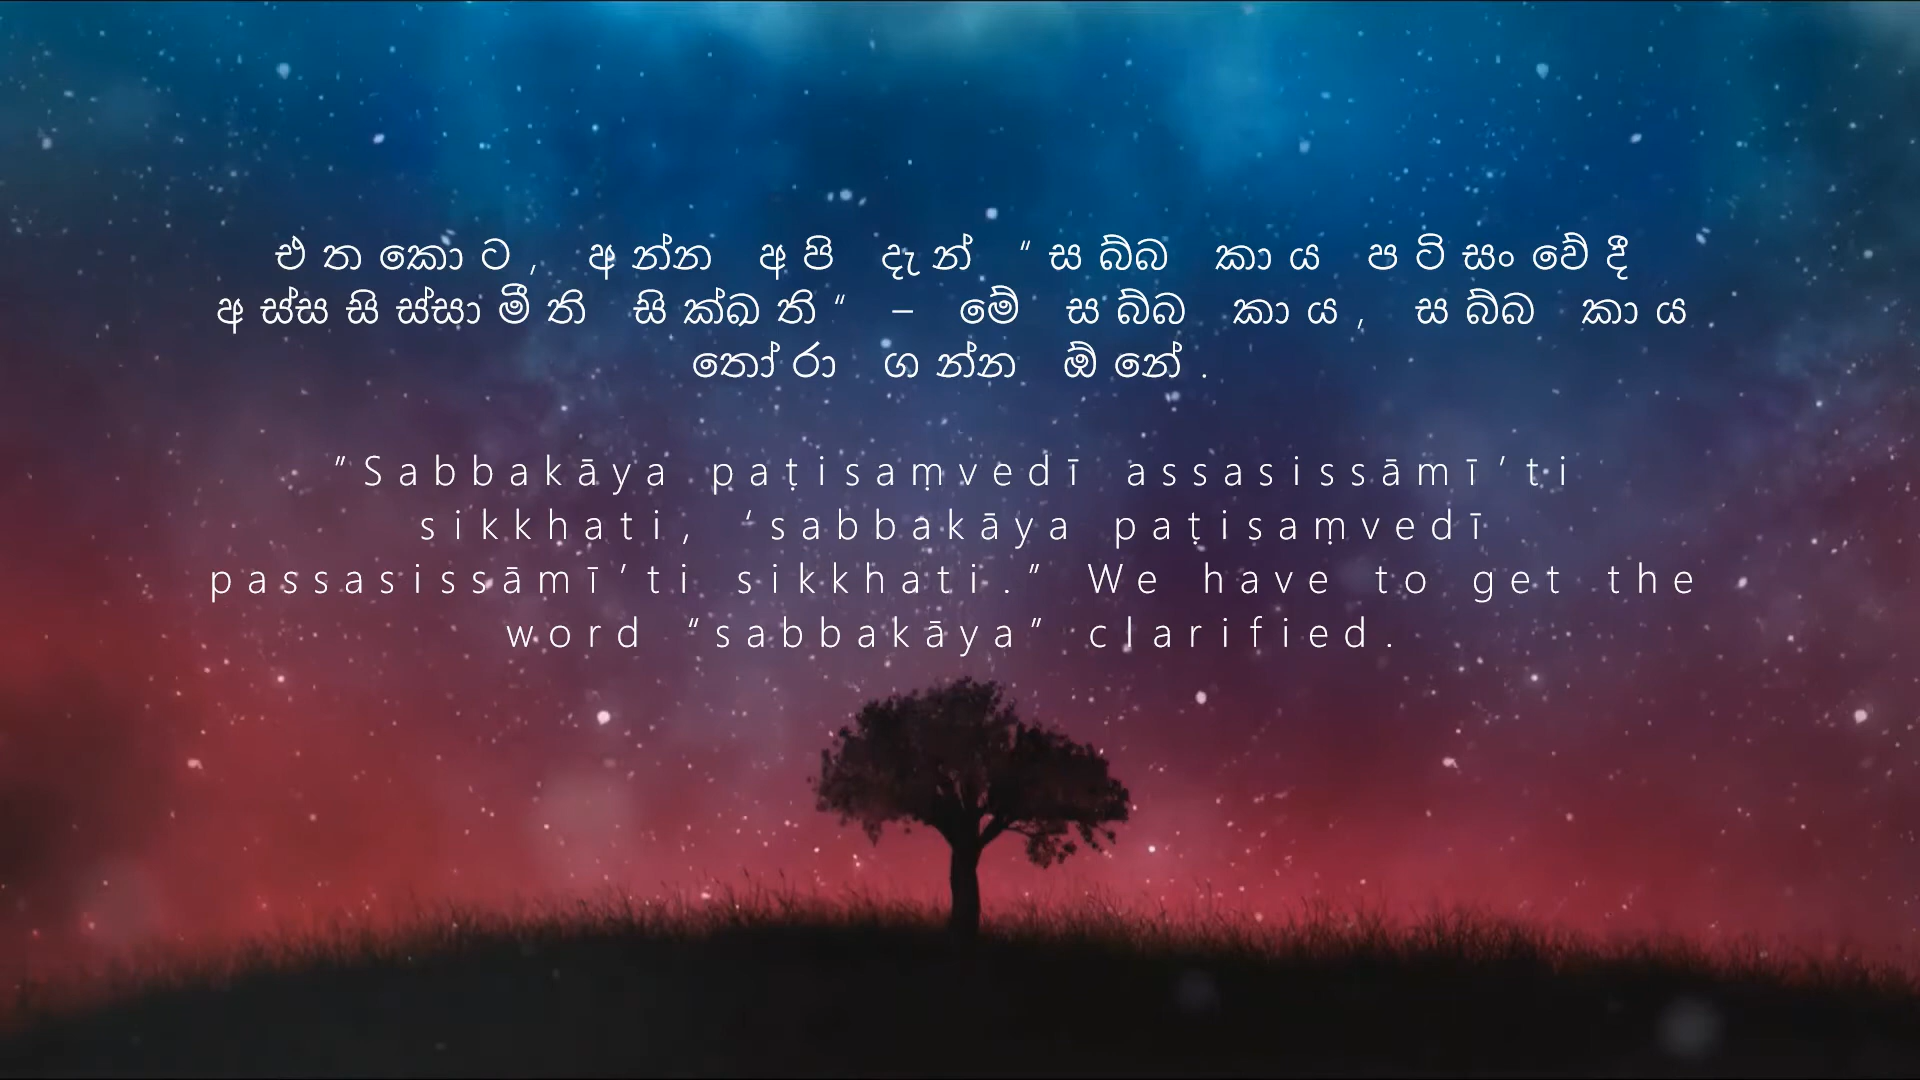 එතකොට, අන්න අපි දැන් “සබ්බ කාය පටිසංවේදී
අස්සසිස්සාමීති සික්ඛති“ – මේ සබ්බ කාය, සබ්බ කාය
තෝරා ගන්න ඕනේ.
”Sabbakāya paṭisaṃvedī assasissāmī’ti
sikkhati, ‘sabbakāya paṭisaṃvedī
passasissāmī’ti sikkhati.” We have to get the
word “sabbakāya” clarified.